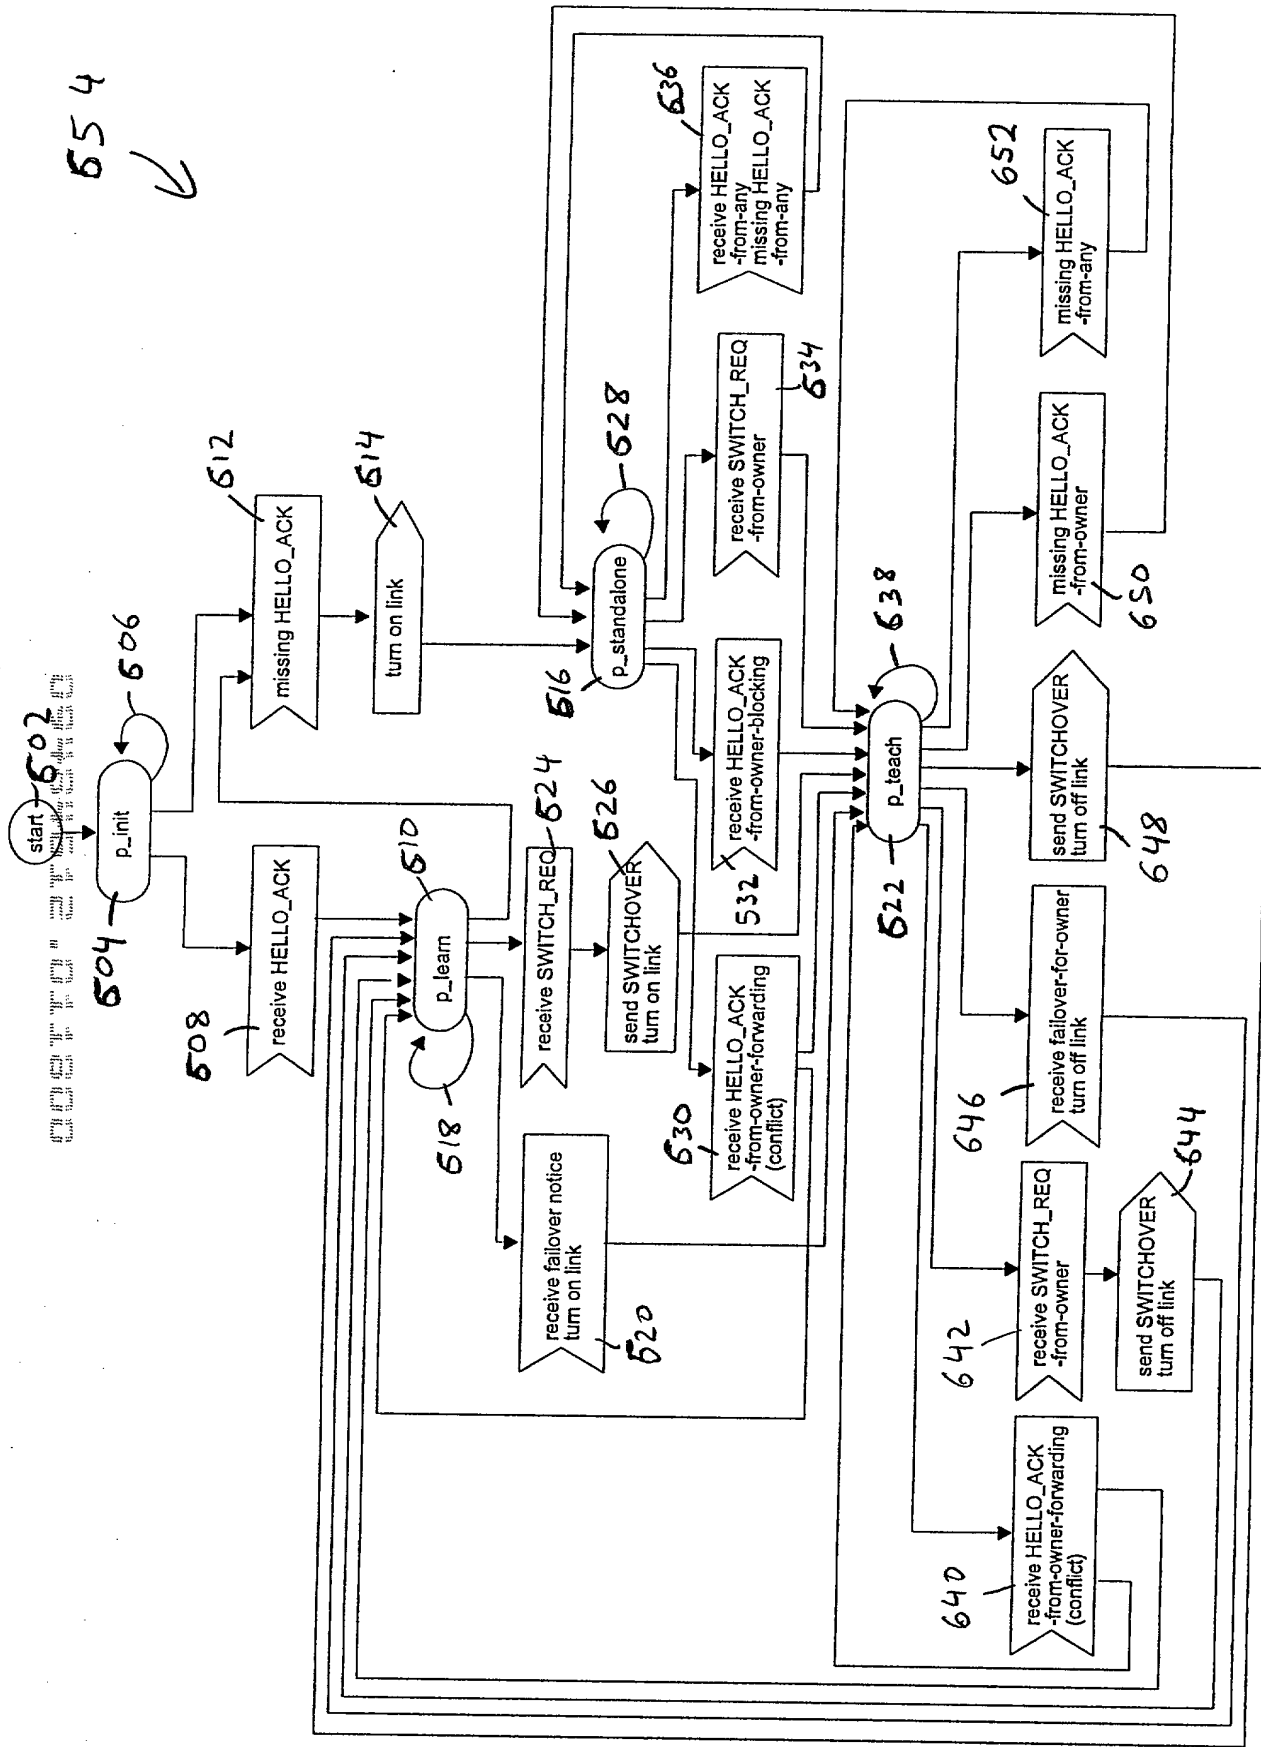 654
start
602
p_init
604
606
receive HELLO_ACK
608
missing HELLO_ACK
612
turn on link
614
p_learn
610
618
receive failover notice
turn on link
620
receive SWITCH_REQ
624
send SWITCHOVER
turn on link
626
p_standalone
616
628
receive HELLO_ACK
-from-owner-forwarding
(conflict)
630
receive HELLO_ACK
-from-owner-blocking
532
receive SWITCH_REQ
-from-owner
634
receive HELLO_ACK
-from-any
missing HELLO_ACK
-from-any
636
p_teach
622
638
receive HELLO_ACK
-from-owner-forwarding
(conflict)
640
receive SWITCH_REQ
-from-owner
642
send SWITCHOVER
turn off link
644
receive failover-for-owner
turn off link
646
send SWITCHOVER
turn off link
648
missing HELLO_ACK
-from-owner
650
missing HELLO_ACK
-from-any
652